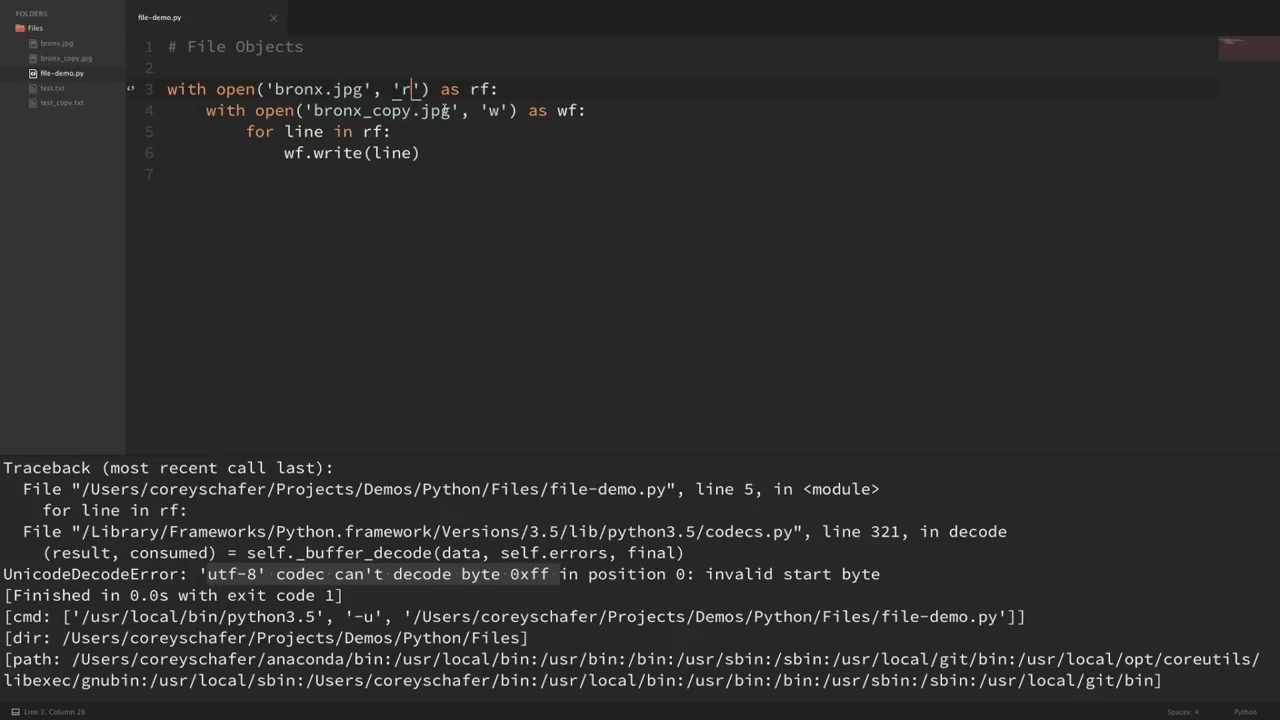 FOLDERS
Files
bronx.jpg
bronx_copy.jpg
file-demo.py
test.txt
test_copy.txt
file-demo.py
1 # File Objects
2
3 with open('bronx.jpg', 'r') as rf:
4 with open('bronx_copy.jpg', 'w') as wf:
5 for line in rf:
6 wf.write(line)
7
Traceback (most recent call last):
File "/Users/coreyschafer/Projects/Demos/Python/Files/file-demo.py", line 5, in <module>
for line in rf:
File "/Library/Frameworks/Python.framework/Versions/3.5/lib/python3.5/codecs.py", line 321, in decode
(result, consumed) = self._buffer_decode(data, self.errors, final)
UnicodeDecodeError: 'utf-8' codec can't decode byte 0xff in position 0: invalid start byte
[Finished in 0.0s with exit code 1]
[cmd: ['/usr/local/bin/python3.5', '-u', '/Users/coreyschafer/Projects/Demos/Python/Files/file-demo.py']]
[dir: /Users/coreyschafer/Projects/Demos/Python/Files]
[path: /Users/coreyschafer/anaconda/bin:/usr/local/bin:/usr/bin:/bin:/usr/sbin:/sbin:/usr/local/git/bin:/usr/local/opt/coreutils/
libexec/gnubin:/usr/local/sbin:/Users/coreyschafer/bin:/usr/local/bin:/usr/bin:/bin:/usr/sbin:/sbin:/usr/local/git/bin]
Line 3, Column 26
Spaces: 4
Python